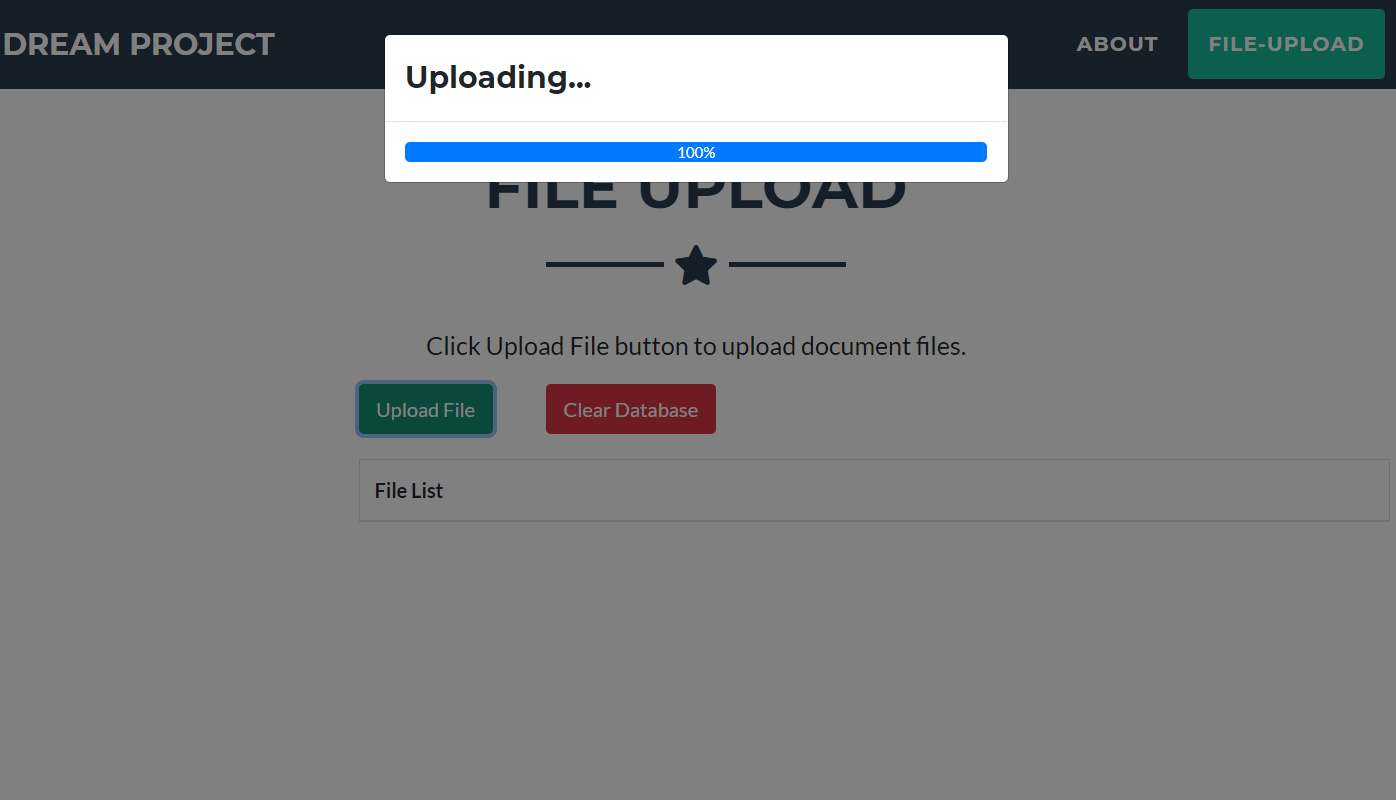 DREAM PROJECT
ABOUT
FILE-UPLOAD
Uploading...
100%
FILE UPLOAD
Click Upload File button to upload document files.
Upload File
Clear Database
File List